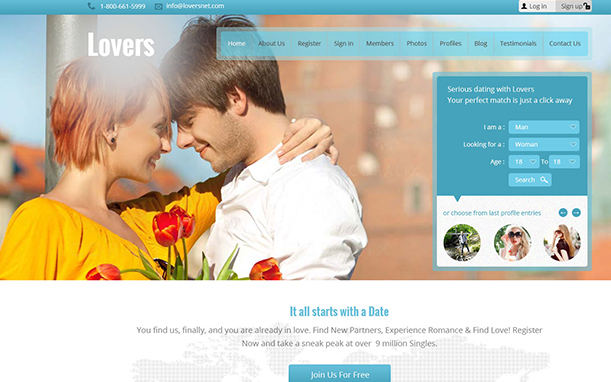 1-800-661-5999 info@loversnet.com Log in Sign up
Lovers
Home About Us Register Sign In Members Photos Profiles Blog Testimonials Contact Us
Serious dating with Lovers
Your perfect match is just a click away
I am a : Man
Looking for a : Woman
Age : 18 To 18
Search
or choose from last profile entries
It all starts with a Date
You find us, finally, and you are already in love. Find New Partners, Experience Romance & Find Love! Register
Now and take a sneak peak at over 9 million Singles.
Join Us For Free